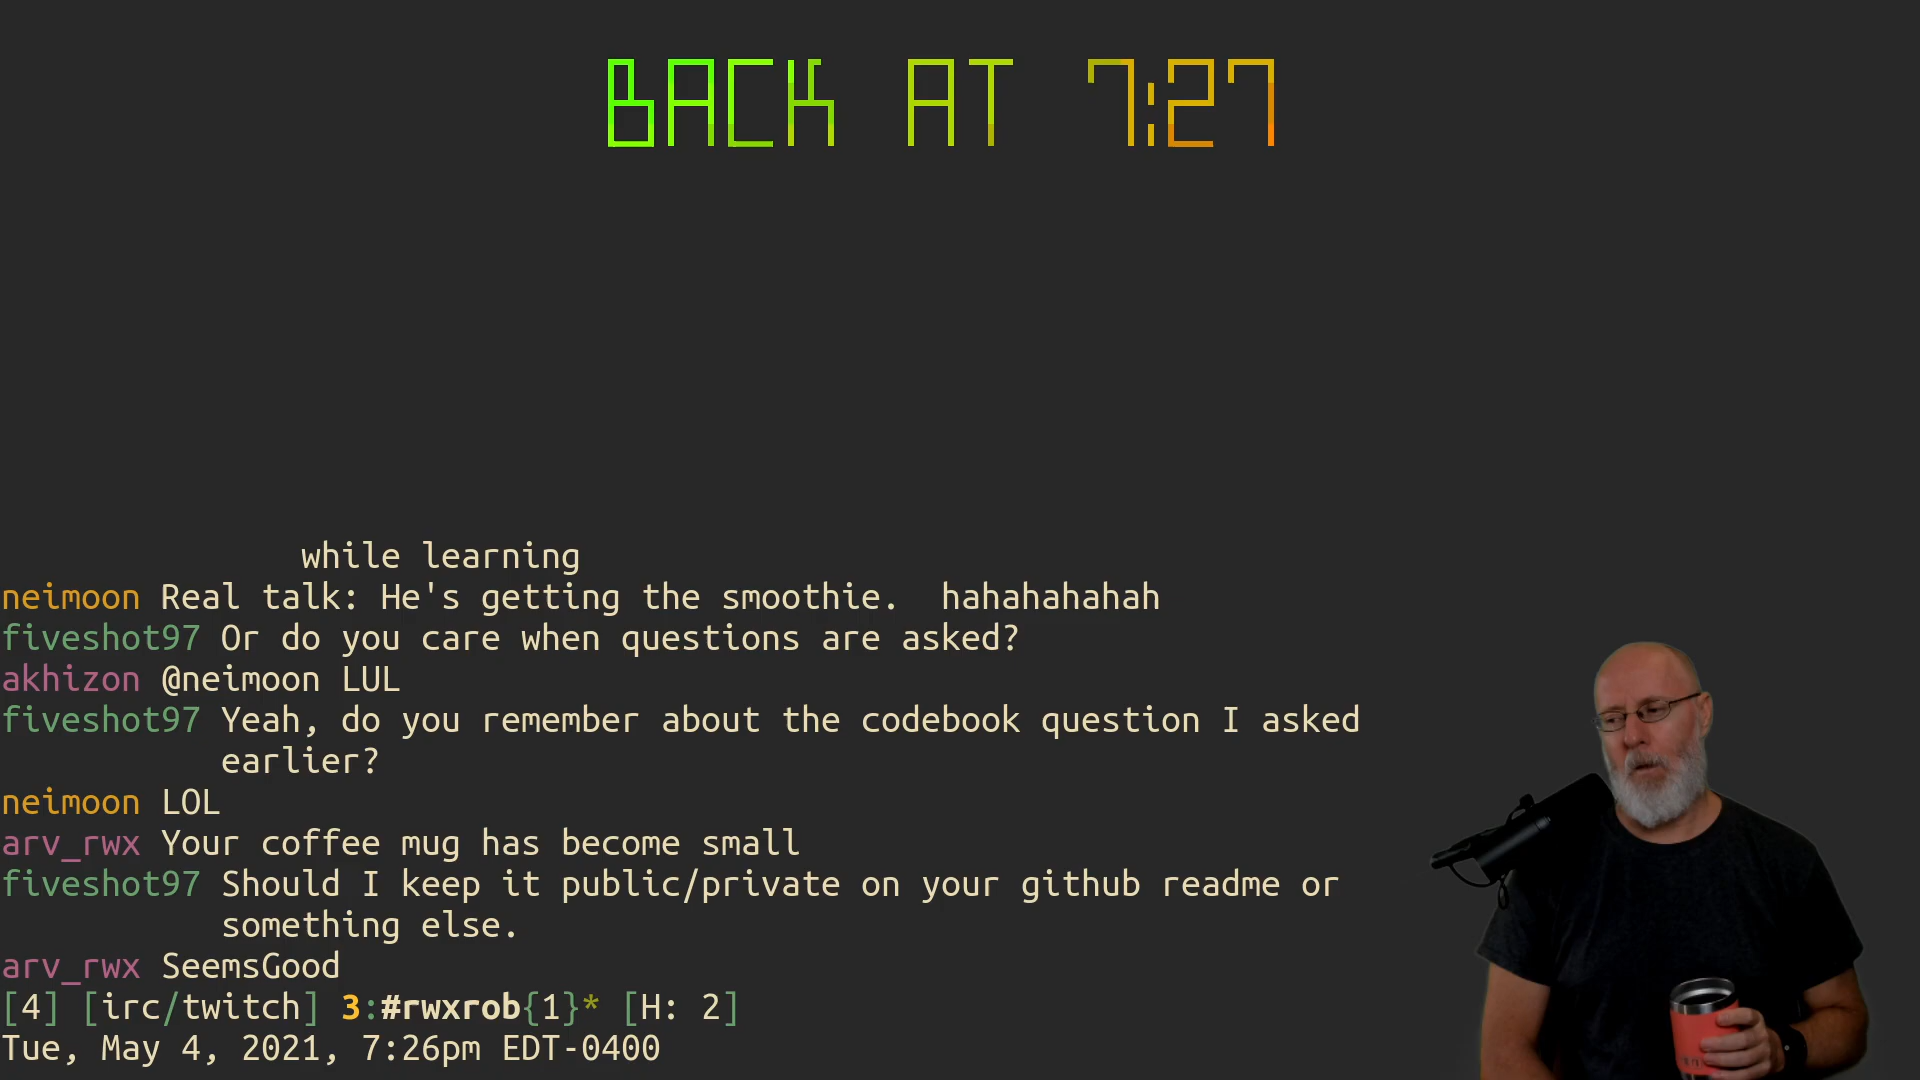 BACK AT 7:27
while learning
neimoon Real talk: He's getting the smoothie.  hahahahahah
fiveshot97 Or do you care when questions are asked?
akhizon @neimoon LUL
fiveshot97 Yeah, do you remember about the codebook question I asked
earlier?
neimoon LOL
arv_rwx Your coffee mug has become small
fiveshot97 Should I keep it public/private on your github readme or
something else.
arv_rwx SeemsGood
[4] [irc/twitch] 3:#rwxrob{1}* [H: 2]
Tue, May 4, 2021, 7:26pm EDT-0400